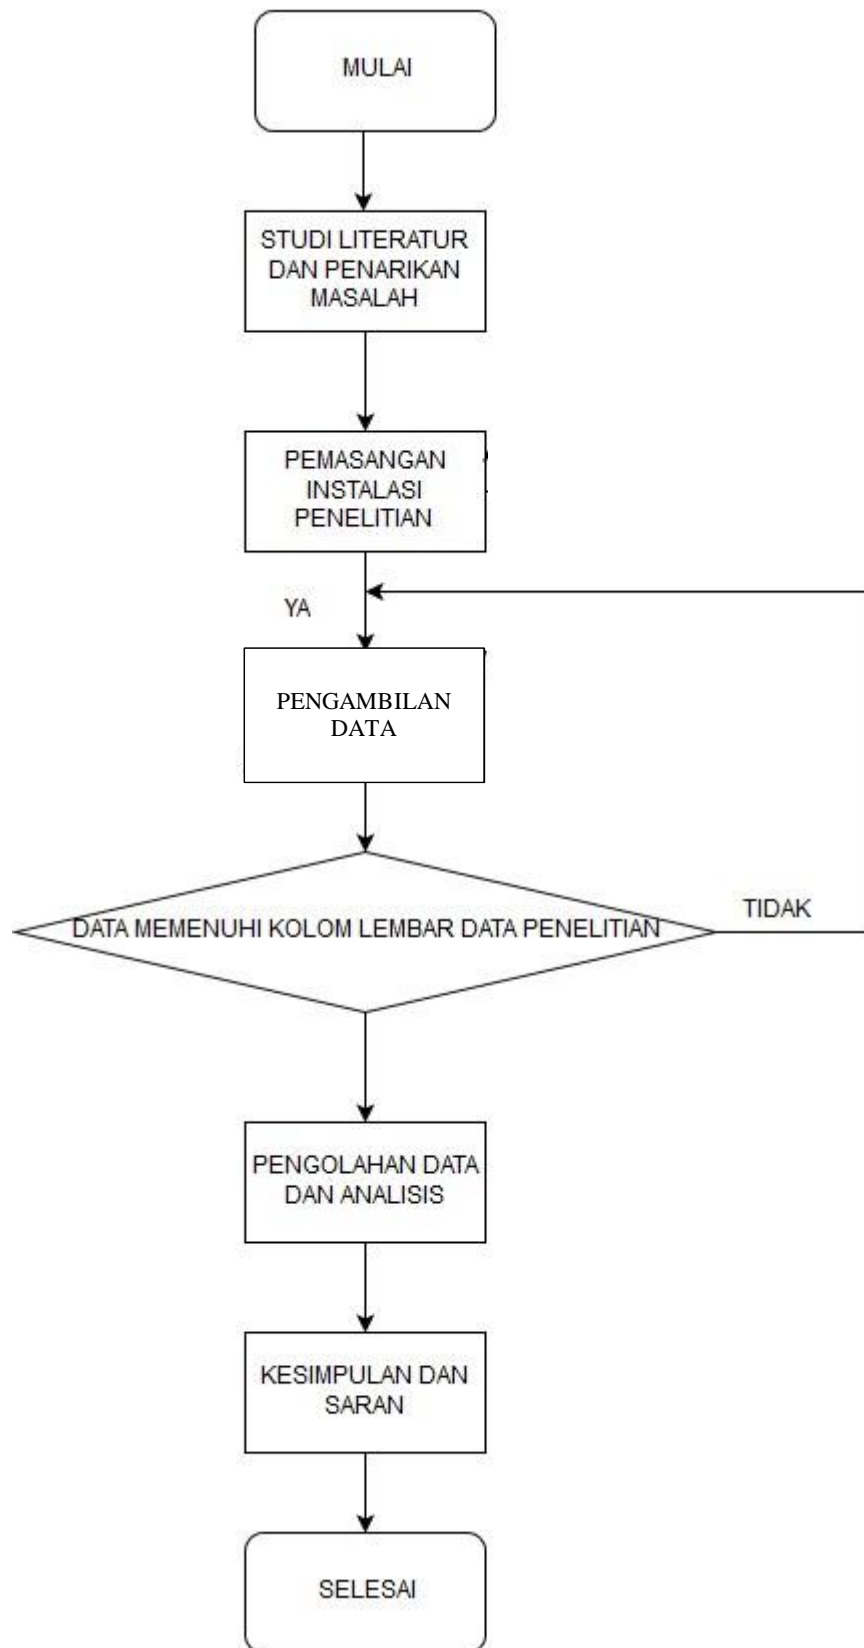 MULAI
STUDI LITERATUR
DAN PENARIKAN
MASALAH
PEMASANGAN
INSTALASI
PENELITIAN
YA
PENGAMBILAN
DATA
DATA MEMENUHI KOLOM LEMBAR DATA PENELITIAN
TIDAK
PENGOLAHAN DATA
DAN ANALISIS
KESIMPULAN DAN
SARAN
SELESAI